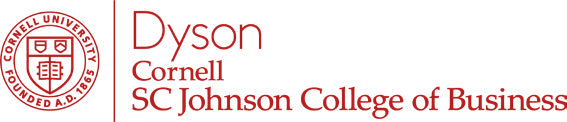 CORNELL UNIVERSITY
FOUNDED A.D. 1865
Dyson
Cornell
SC Johnson College of Business